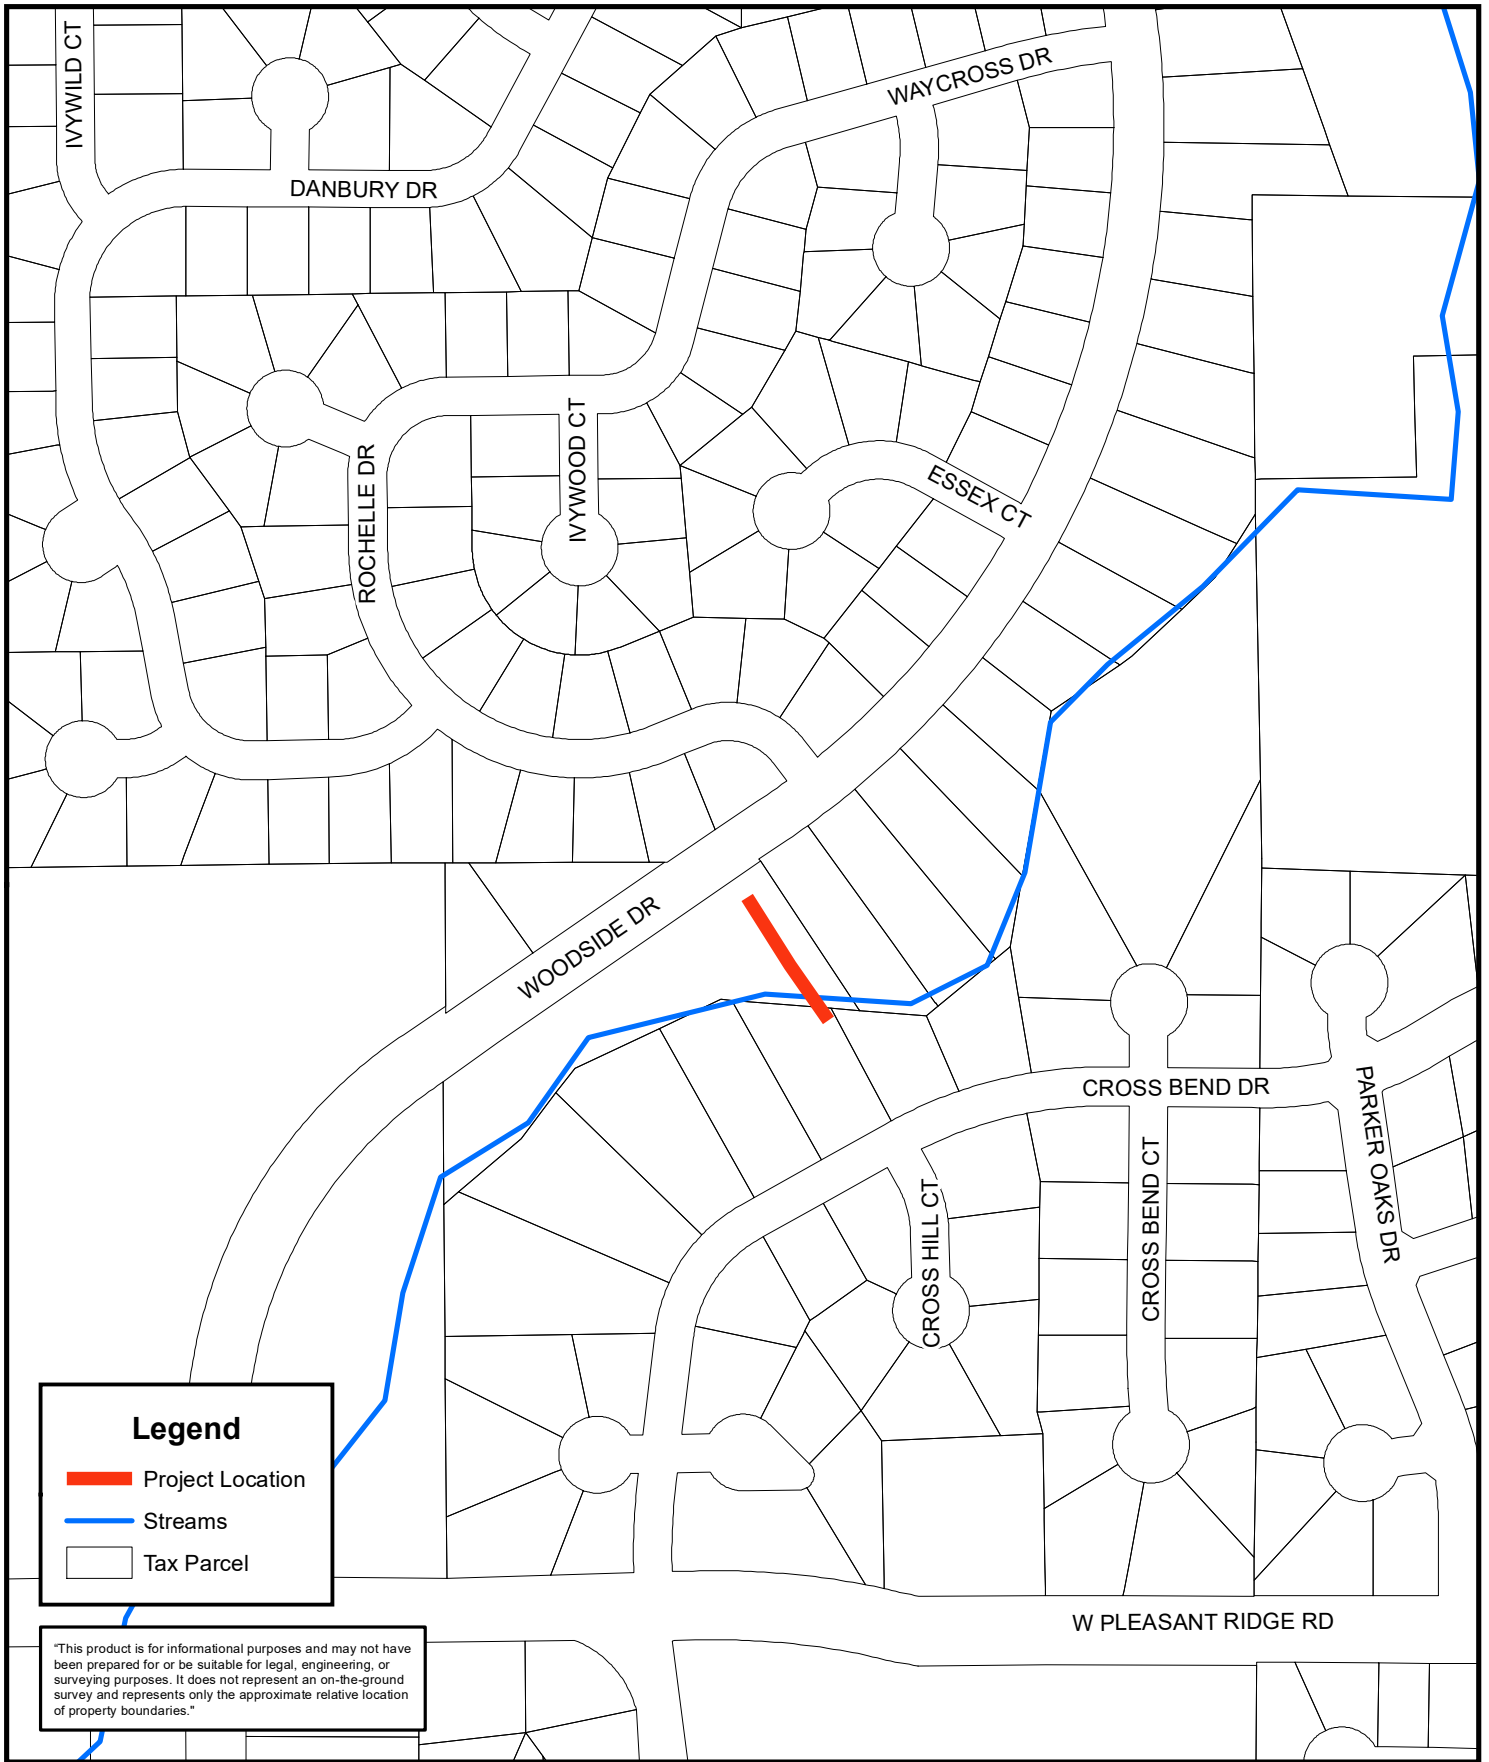 IVYWILD CT
WAYCROSS DR
DANBURY DR
IVYWOOD CT
ROCHELLE DR
ESSEX CT
WOODSIDE DR
CROSS BEND DR
PARKER OAKS DR
CROSS BEND CT
CROSS HILL CT
Legend
Project Location
Streams
Tax Parcel
W PLEASANT RIDGE RD
"This product is for informational purposes and may not have
been prepared for or be suitable for legal, engineering, or
surveying purposes. It does not represent an on-the-ground
survey and represents only the approximate relative location
of property boundaries."